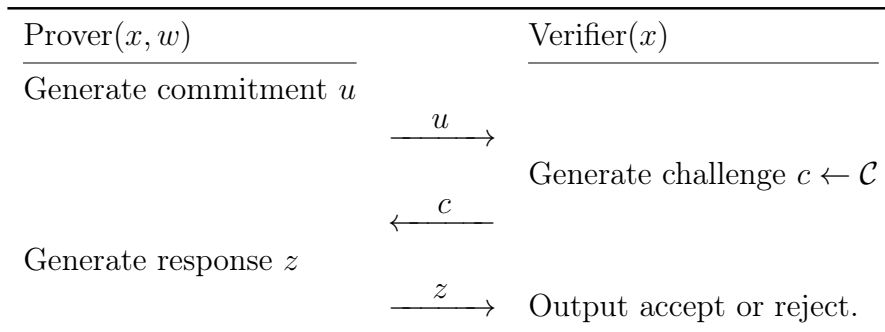 Prover(x, w) Verifier(x)
Generate commitment u
u
Generate challenge c ← C
c
Generate response z
z Output accept or reject.